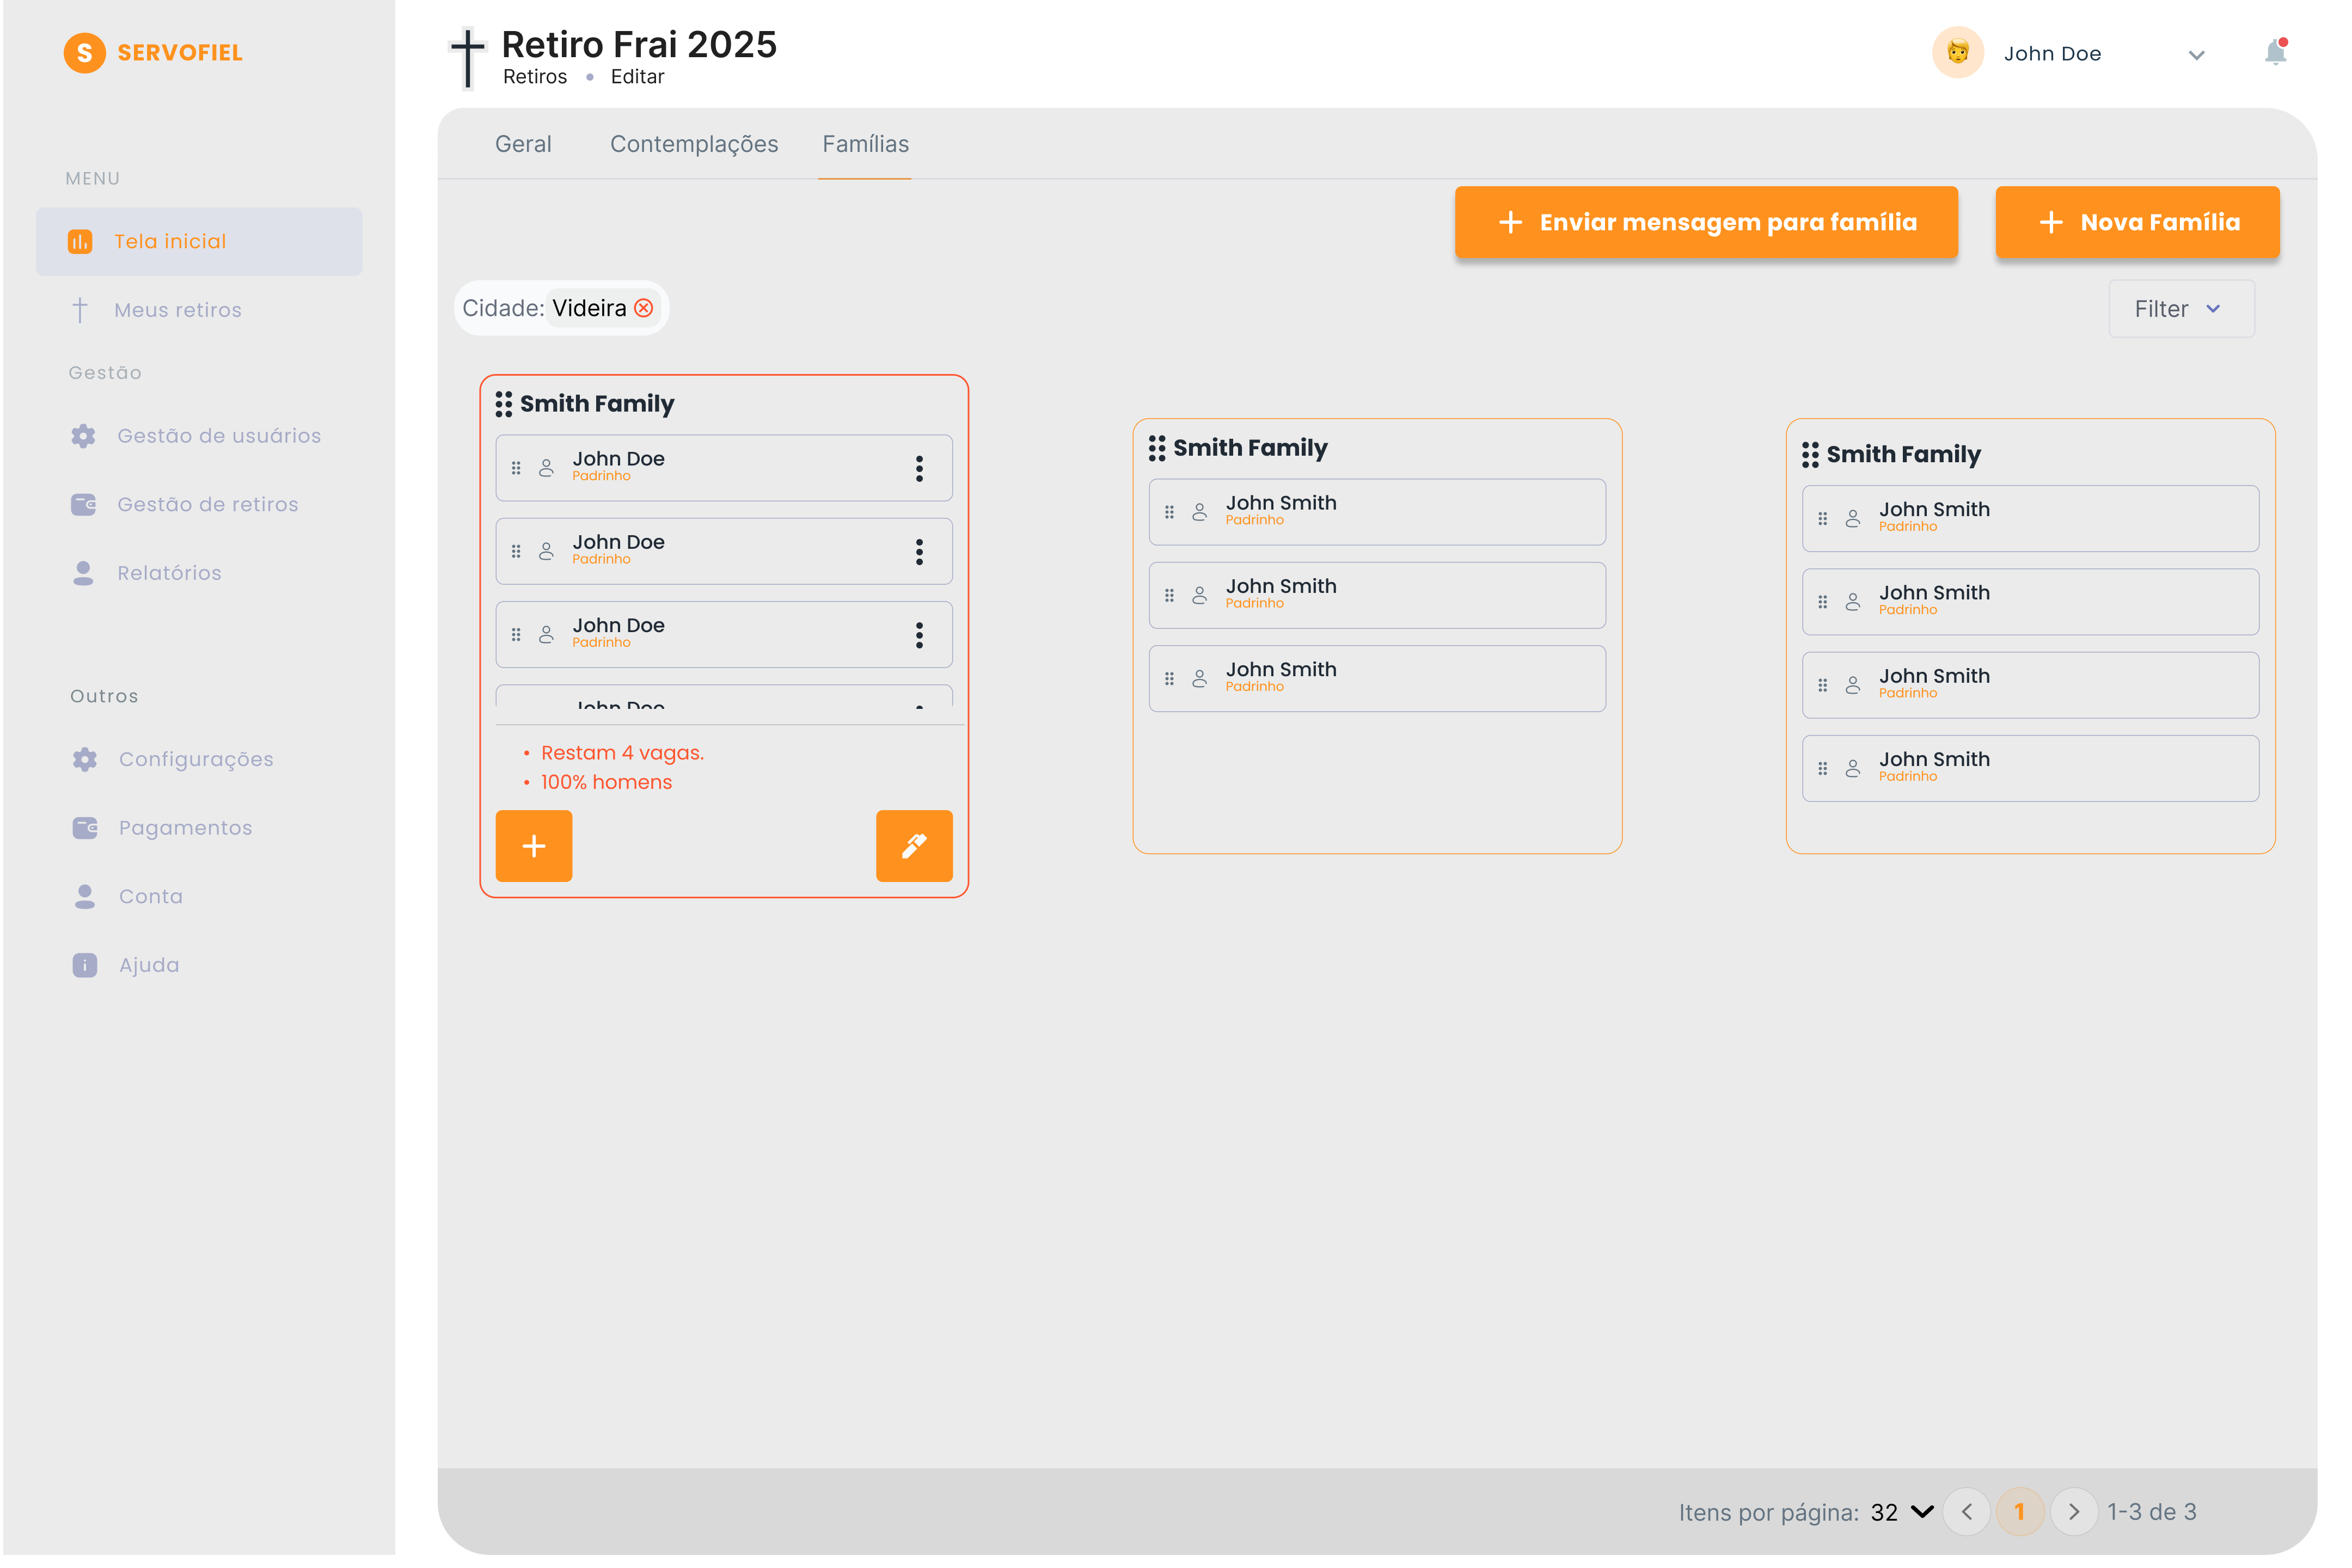 S SERVOFIEL
MENU
Tela inicial
Meus retiros
Gestão
Gestão de usuários
Gestão de retiros
Relatórios
Outros
Configurações
Pagamentos
Conta
Ajuda
Retiro Frai 2025
Retiros • Editar
John Doe
Geral Contemplações Famílias
+ Enviar mensagem para família
+ Nova Família
Cidade: Videira
Filter
Smith Family
John Doe
Padrinho
John Doe
Padrinho
John Doe
Padrinho
John Doe
• Restam 4 vagas.
• 100% homens
Smith Family
John Smith
Padrinho
John Smith
Padrinho
John Smith
Padrinho
Smith Family
John Smith
Padrinho
John Smith
Padrinho
John Smith
Padrinho
John Smith
Padrinho
Itens por página: 32 1 1-3 de 3